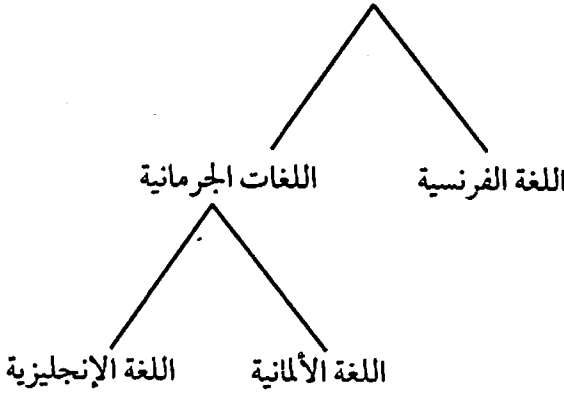 اللغة الفرنسية
اللغات الجرمانية
اللغة الألمانية
اللغة الإنجليزية